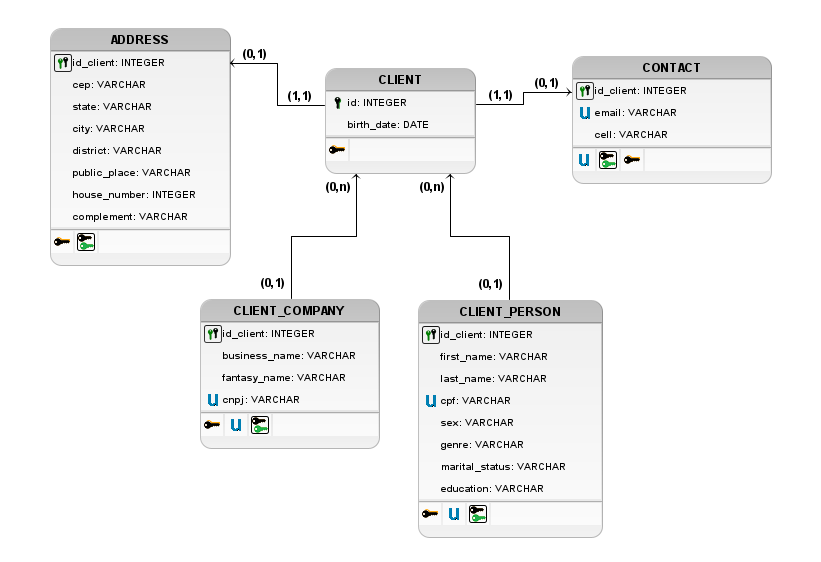 ADDRESS
id_client: INTEGER
cep: VARCHAR
state: VARCHAR
city: VARCHAR
district: VARCHAR
public_place: VARCHAR
house_number: INTEGER
complement: VARCHAR
(0,1)
(1,1)
CLIENT
id: INTEGER
birth_date: DATE
(1,1)
(0,1)
CONTACT
id_client: INTEGER
U email: VARCHAR
cell: VARCHAR
U
(0,n)
(0,n)
(0,1)
(0,1)
CLIENT_COMPANY
id_client: INTEGER
business_name: VARCHAR
fantasy_name: VARCHAR
U cnpj: VARCHAR
U
CLIENT_PERSON
id_client: INTEGER
first_name: VARCHAR
last_name: VARCHAR
U cpf: VARCHAR
sex: VARCHAR
genre: VARCHAR
marital_status: VARCHAR
education: VARCHAR
U